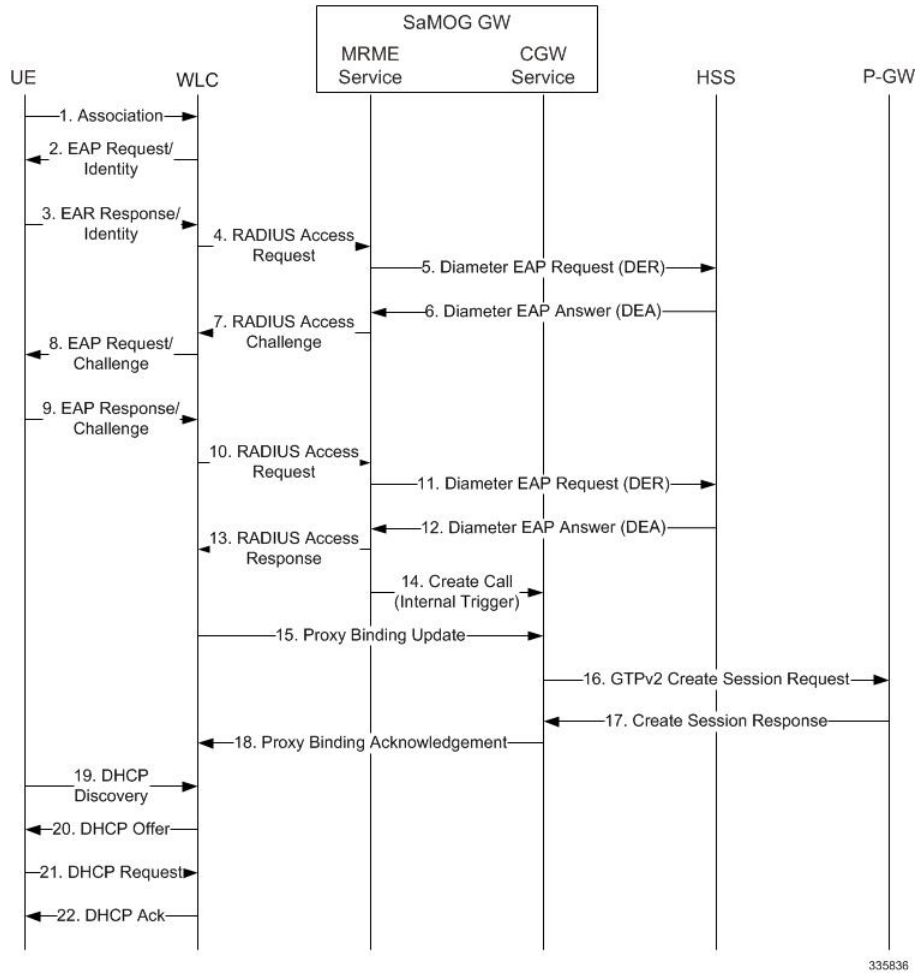 SaMOG GW
MRME
Service
CGW
Service
UE
WLC
HSS
P-GW
1. Association
2. EAP Request/
Identity
3. EAR Response/
Identity
4. RADIUS Access
Request
5. Diameter EAP Request (DER)
6. Diameter EAP Answer (DEA)
7. RADIUS Access
Challenge
8. EAP Request/
Challenge
9. EAP Response/
Challenge
10. RADIUS Access
Request
11. Diameter EAP Request (DER)
12. Diameter EAP Answer (DEA)
13. RADIUS Access
Response
14. Create Call
(Internal Trigger)
15. Proxy Binding Update
16. GTPv2 Create Session Request
17. Create Session Response
18. Proxy Binding Acknowledgement
19. DHCP
Discovery
20. DHCP Offer
21. DHCP Request
22. DHCP Ack
335836